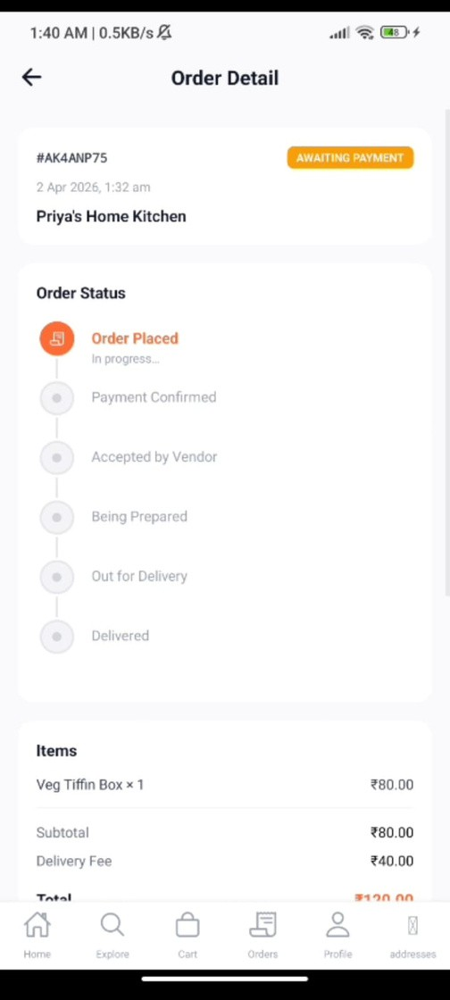 1:40 AM | 0.5KB/s
48
Order Detail
#AK4ANP75
AWAITING PAYMENT
2 Apr 2026, 1:32 am
Priya's Home Kitchen
Order Status
Order Placed
In progress...
Payment Confirmed
Accepted by Vendor
Being Prepared
Out for Delivery
Delivered
Items
Veg Tiffin Box × 1 ₹80.00
Subtotal ₹80.00
Delivery Fee ₹40.00
Total ₹120.00
Home Explore Cart Orders Profile addresses